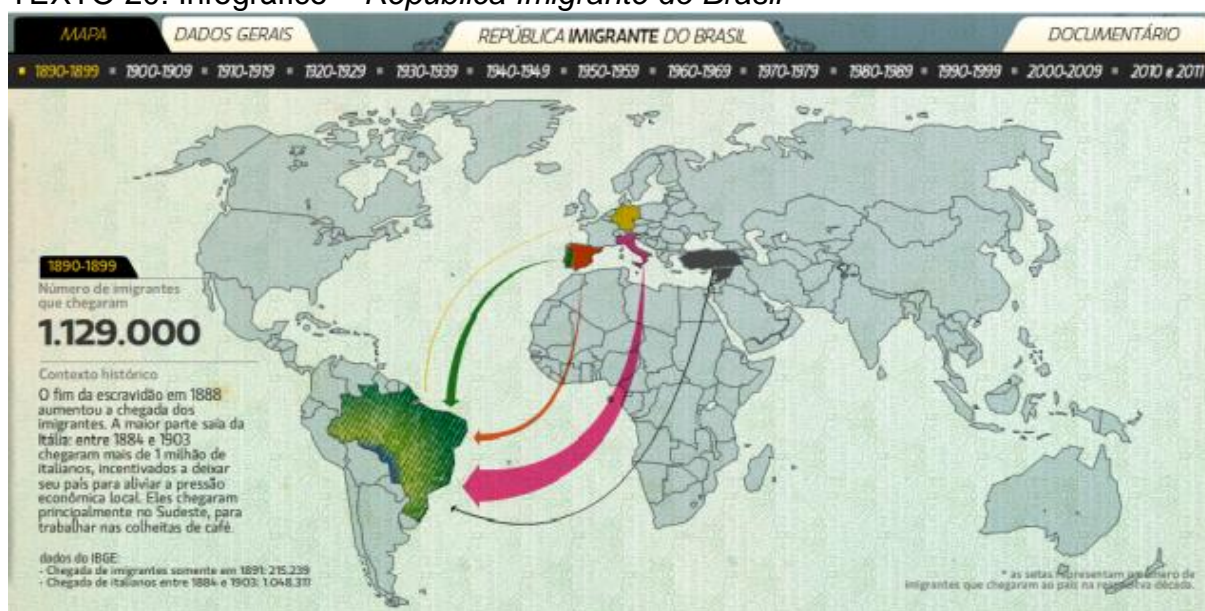 TEXTO 20: Infográfico – República Imigrante do Brasil
MAPA DADOS GERAIS REPÚBLICA IMIGRANTE DO BRASIL DOCUMENTÁRIO
1890-1899 1900-1909 1910-1919 1920-1929 1930-1939 1940-1949 1950-1959 1960-1969 1970-1979 1980-1989 1990-1999 2000-2009 2010 e 2011
1890-1899
Número de imigrantes
que chegaram
1.129.000
Contexto histórico
O fim da escravidão em 1888
aumentou a chegada dos
imigrantes. A maior parte saía da
Itália: entre 1884 e 1903
chegaram mais de 1 milhão de
italianos, incentivados a deixar
seu país para aliviar a pressão
econômica local. Eles chegaram
principalmente no Sudeste, para
trabalhar nas colheitas de café.
dados do IBGE:
- Chegada de imigrantes somente em 1891: 215.239
- Chegada de italianos entre 1884 e 1903: 1.048.311
* as setas representam o número de
imigrantes que chegaram ao país na respectiva década.